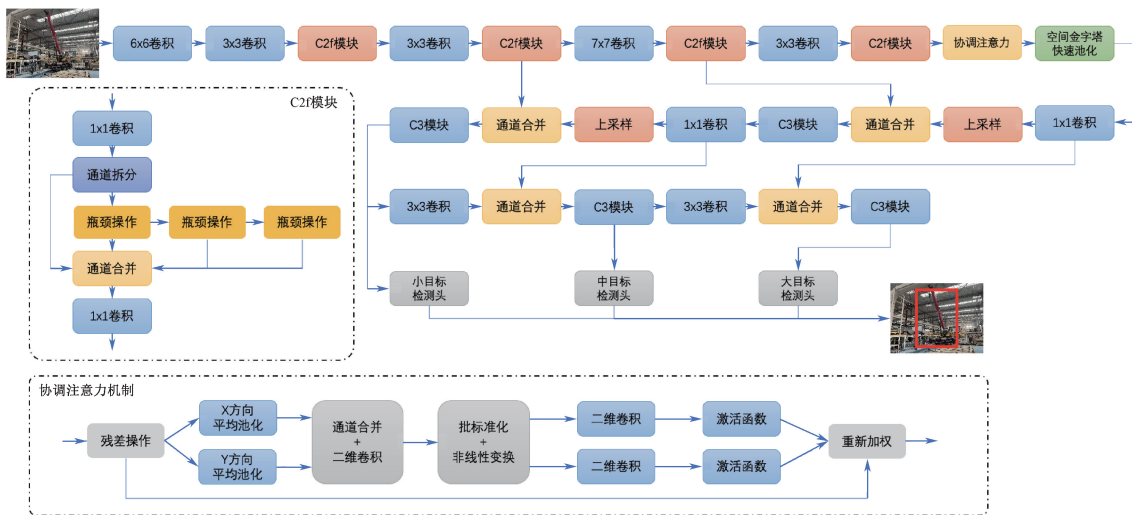 6x6卷积
3x3卷积
C2f模块
3x3卷积
C2f模块
7x7卷积
C2f模块
3x3卷积
C2f模块
协调注意力
空间金字塔
快速池化
C3模块
通道合并
上采样
1x1卷积
C3模块
通道合并
上采样
1x1卷积
3x3卷积
通道合并
C3模块
3x3卷积
通道合并
C3模块
小目标
检测头
中目标
检测头
大目标
检测头
C2f模块
1x1卷积
通道拆分
瓶颈操作
瓶颈操作
瓶颈操作
通道合并
1x1卷积
协调注意力机制
残差操作
X方向
平均池化
Y方向
平均池化
通道合并
+
二维卷积
批标准化
+
非线性变换
二维卷积
激活函数
二维卷积
激活函数
重新加权